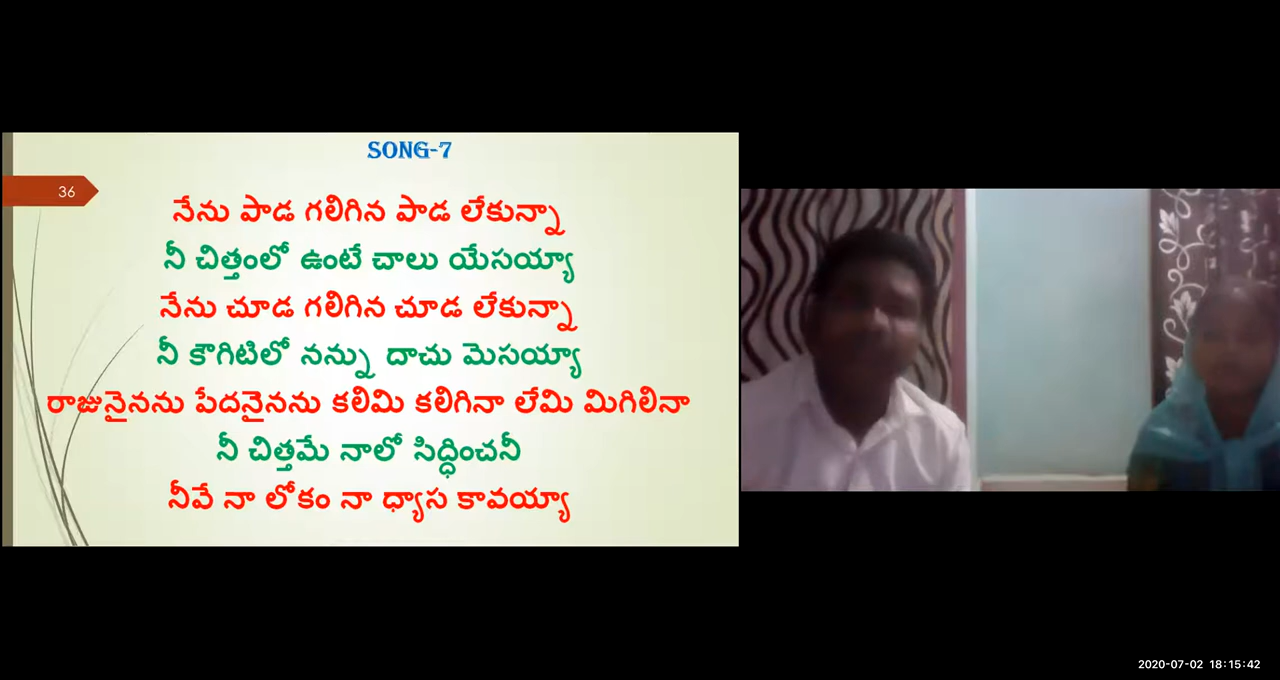 SONG-7
36
నేను పాడ గలిగిన పాడ లేకున్నా
నీ చిత్తంలో ఉంటే చాలు యేసయ్యా
నేను చూడ గలిగిన చూడ లేకున్నా
నీ కౌగిటిలో నన్ను దాచు మెసయ్యా
రాజునైనను పేదనైనను కలిమి కలిగినా లేమి మిగిలినా
నీ చిత్తమే నాలో సిద్ధించనీ
నీవే నా లోకం నా ధ్యాస కావయ్యా
2020-07-02 18:15:42